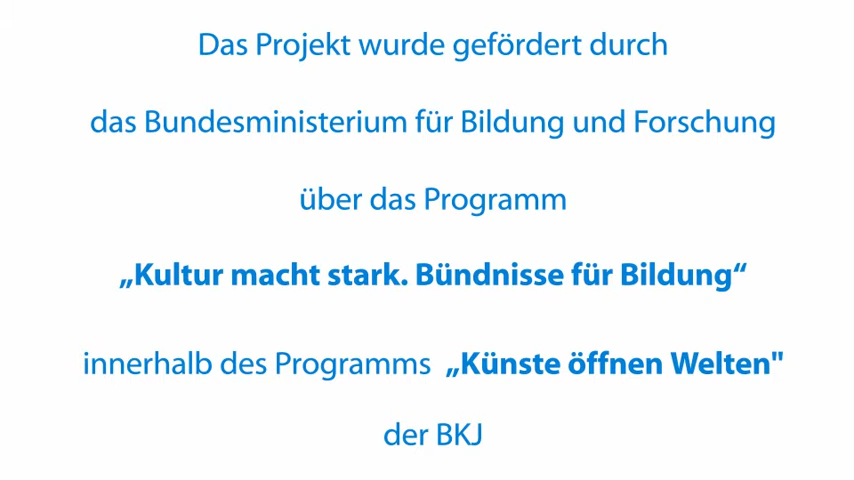 Das Projekt wurde gefördert durch
das Bundesministerium für Bildung und Forschung
über das Programm
„Kultur macht stark. Bündnisse für Bildung“
innerhalb des Programms „Künste öffnen Welten"
der BKJ